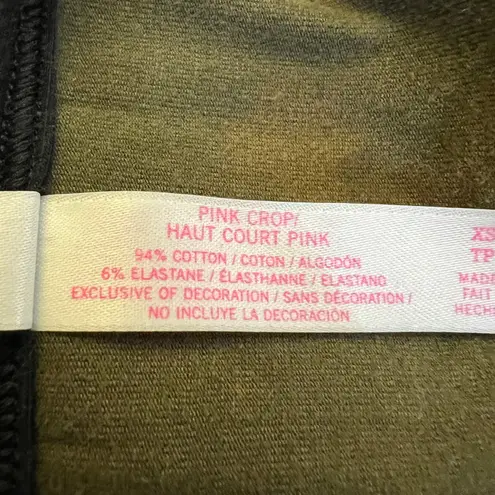 PINK CROP/
HAUT COURT PINK
94% COTTON / COTON / ALGODÓN
6% ELASTANE / ÉLASTHANNE / ELASTANO
EXCLUSIVE OF DECORATION / SANS DÉCORATION /
NO INCLUYE LA DECORACIÓN
XS
TP
MADE
FAIT
HECH